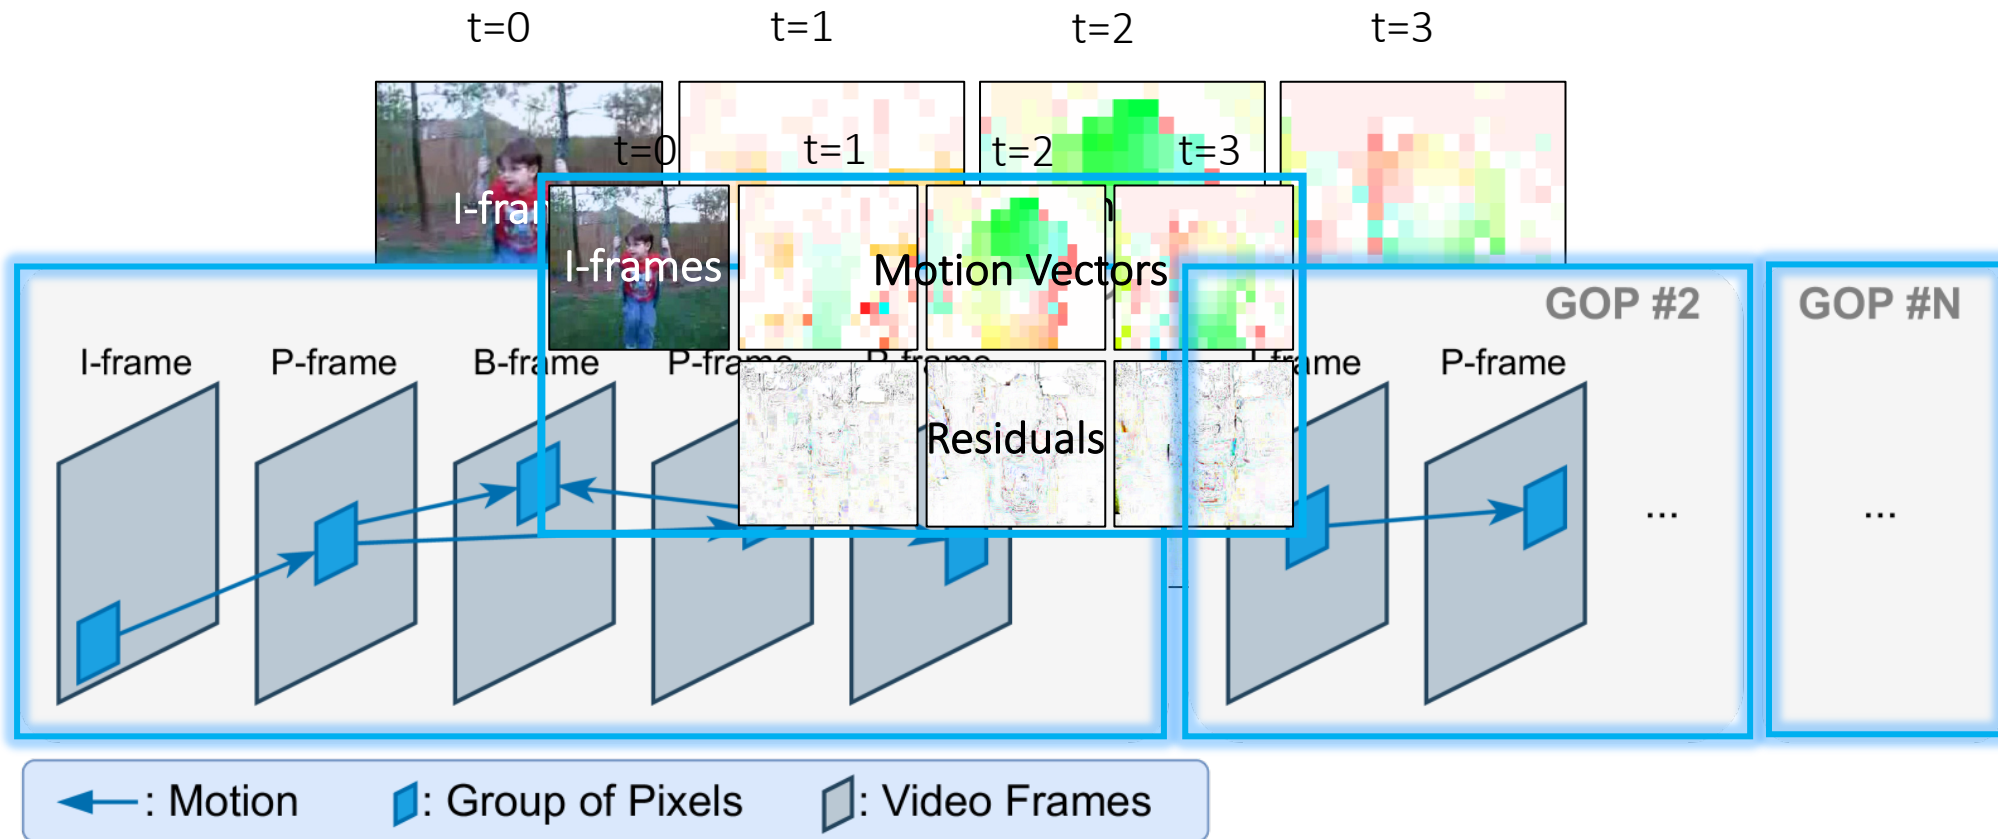 t=0 t=1 t=2 t=3
t=0 t=1 t=2 t=3
I-frames Motion Vectors
GOP #2 GOP #N
I-frame P-frame B-frame P-frame
Residuals
... ...
: Motion : Group of Pixels : Video Frames